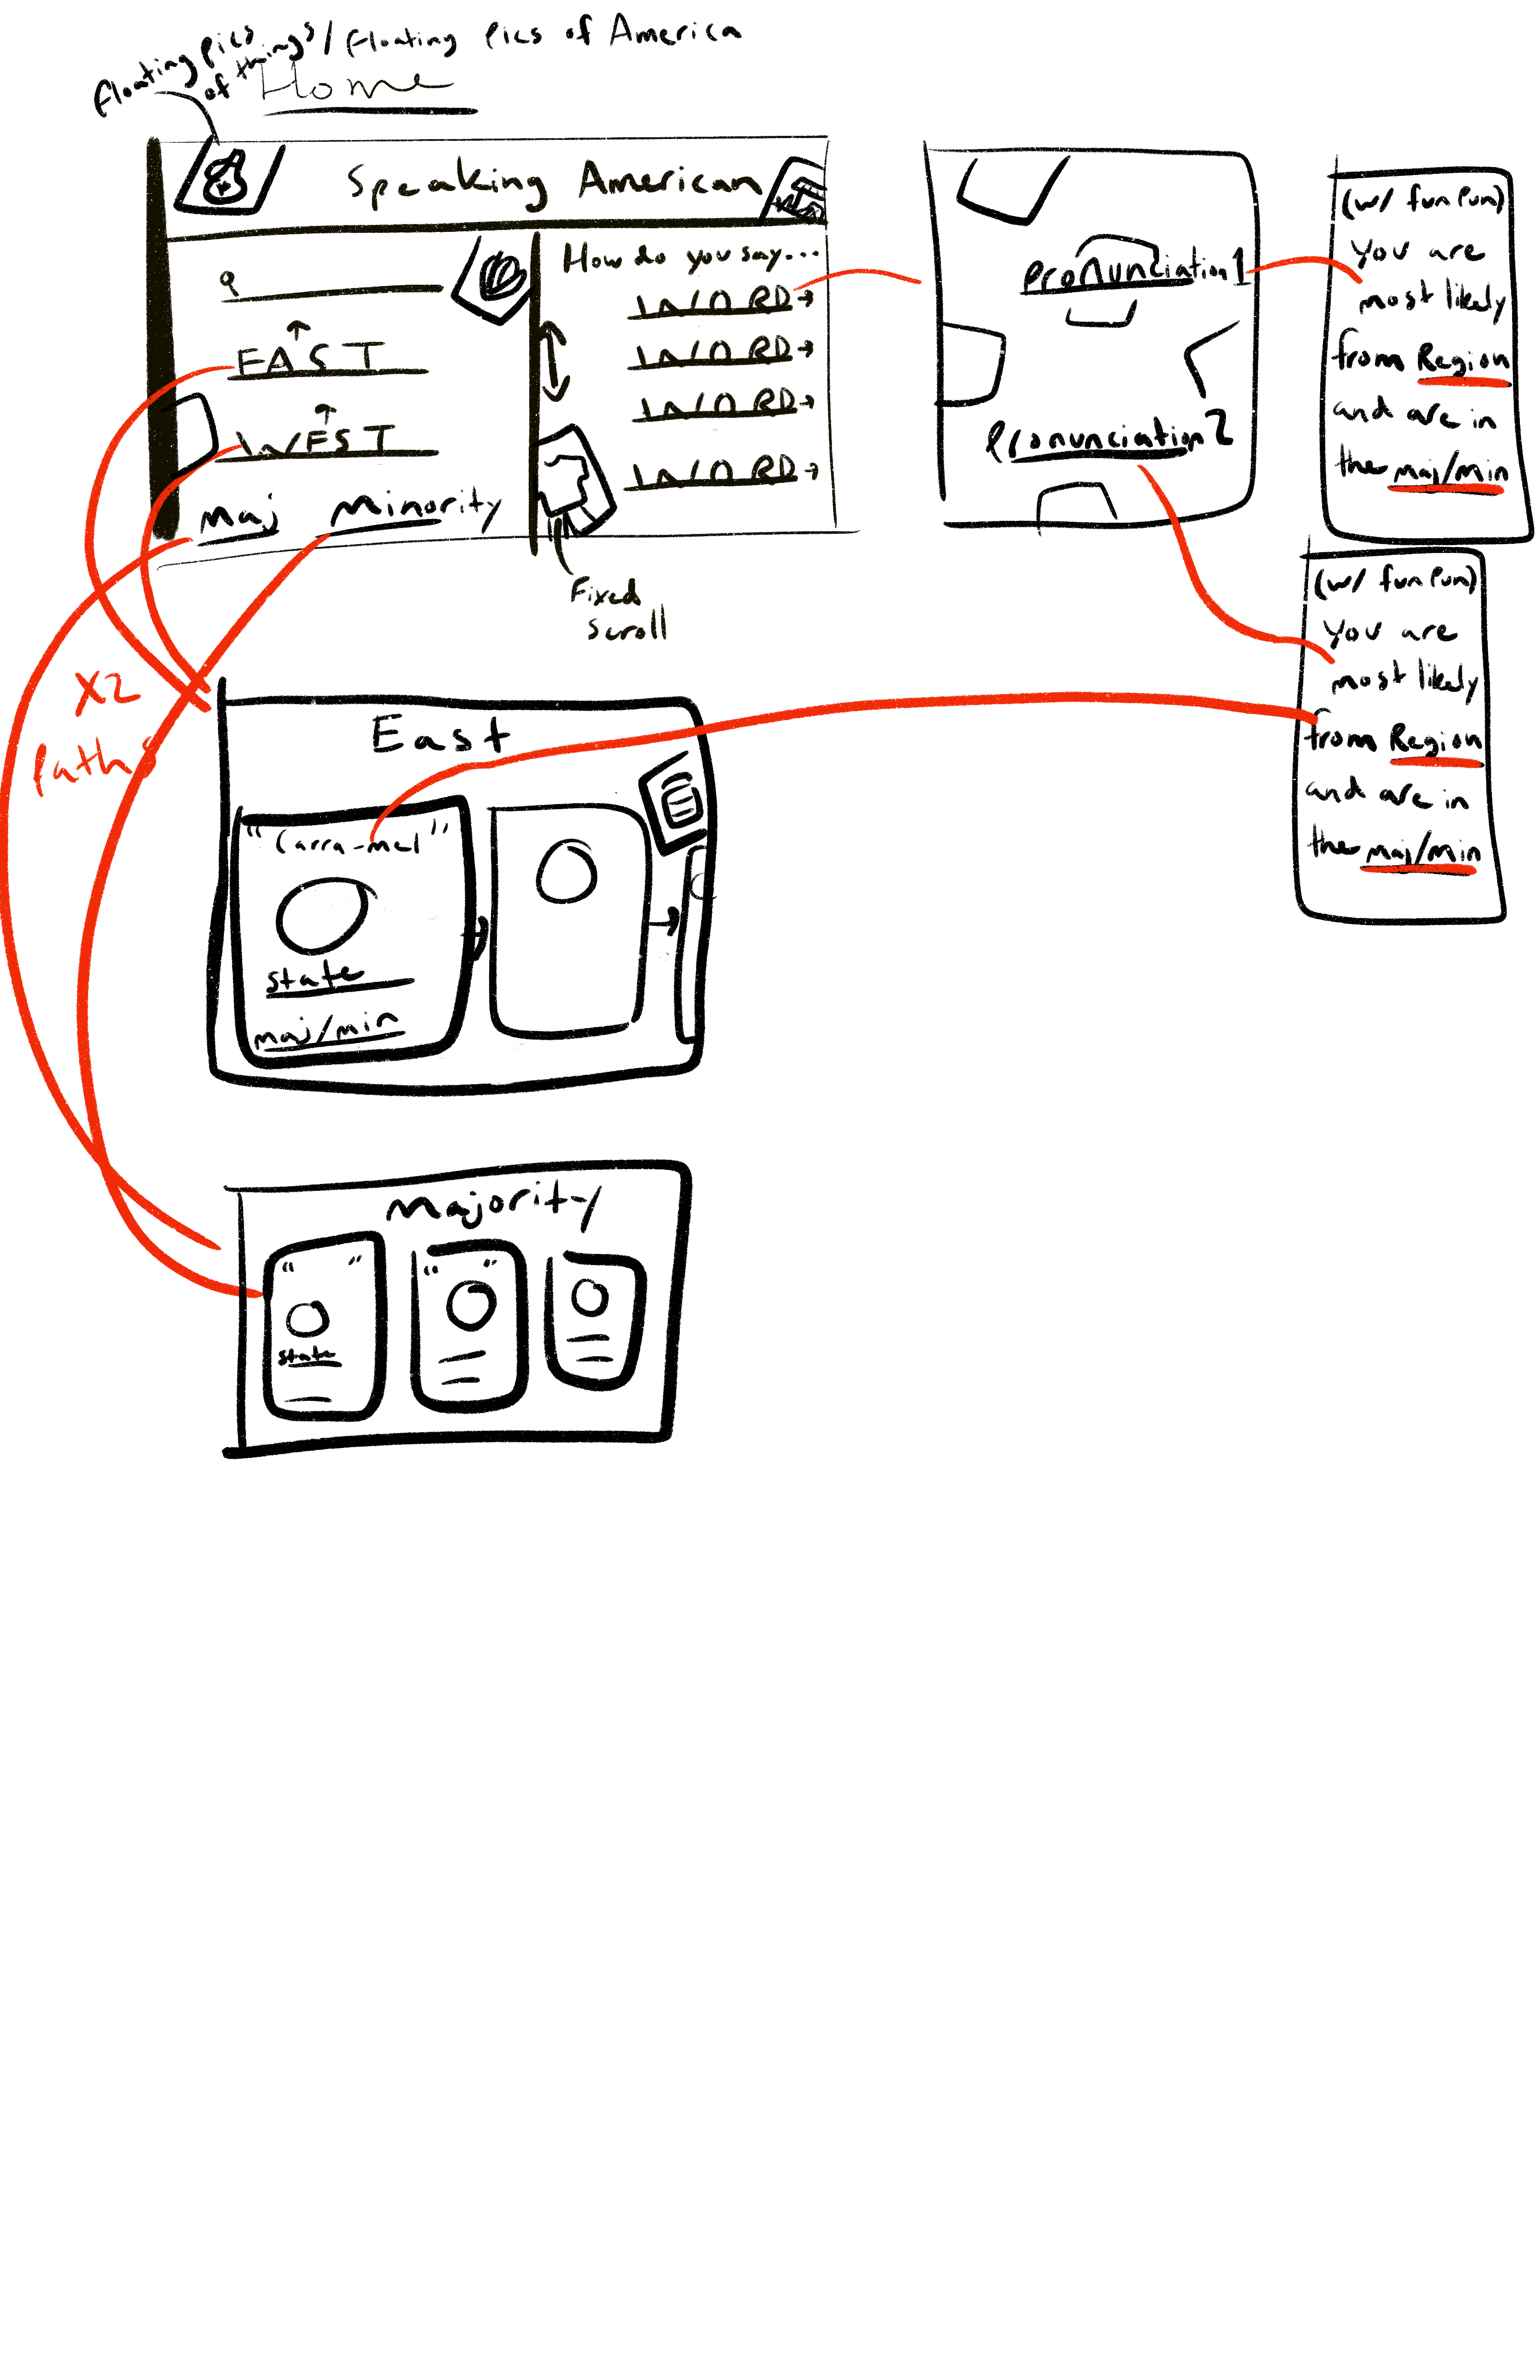 floating pics of things / floating pics of America
Home
Speaking American
How do you say...
WORD →
WORD →
WORD →
WORD →
EAST
WEST
Maj Minority
Fixed
scroll
pronunciation 1
pronunciation 2
(w/ fun pun)
you are
most likely
from Region
and are in
the maj/min
(w/ fun pun)
you are
most likely
from Region
and are in
the maj/min
X2
paths
East
"Carra-mel"
state
maj/min
Majority
" "
state
" "